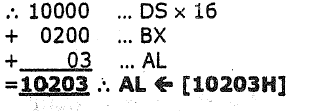 ∴ 10000 ... DS × 16
+ 0200 ... BX
+ 03 ... AL
=10203 ∴ AL ← [10203H]